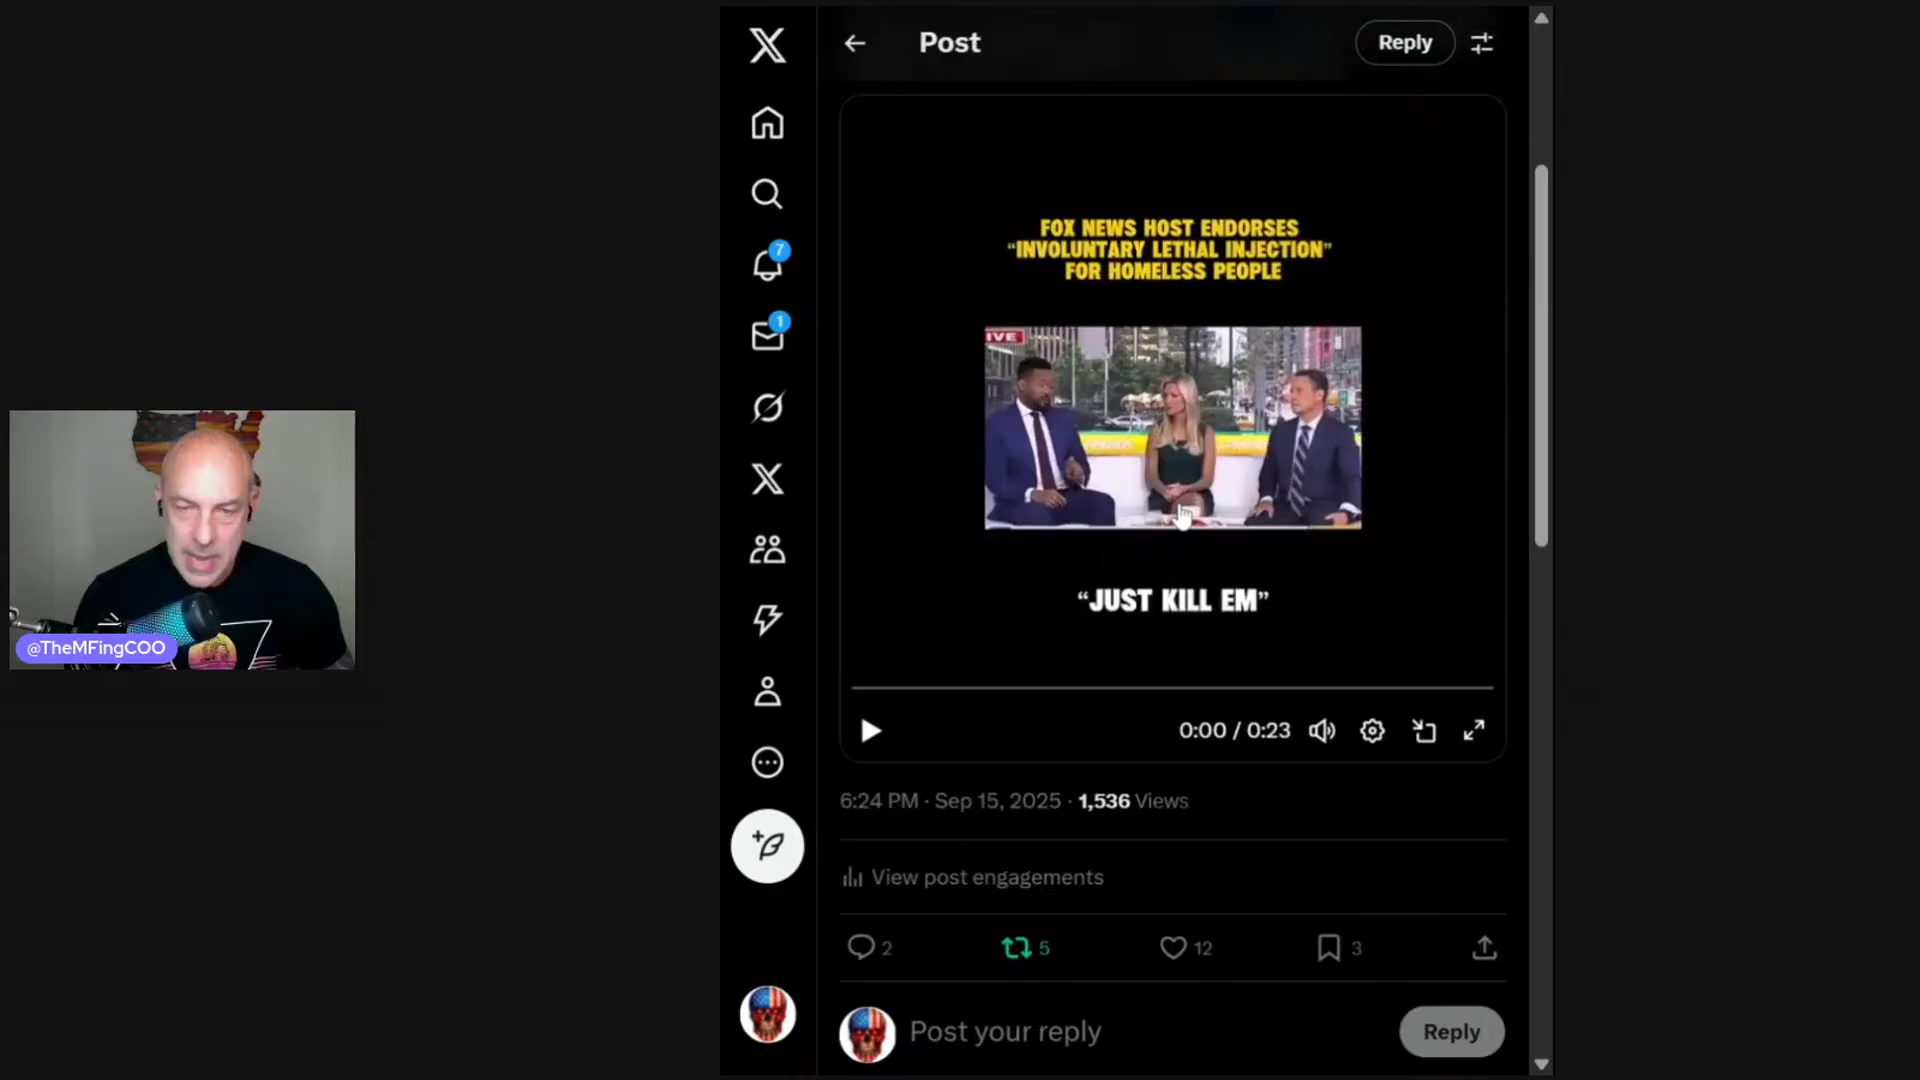 Post
Reply
7
1
FOX NEWS HOST ENDORSES
“INVOLUNTARY LETHAL INJECTION”
FOR HOMELESS PEOPLE
IVE
“JUST KILL EM”
@TheMFingCOO
0:00 / 0:23
6:24 PM · Sep 15, 2025 · 1,536 Views
View post engagements
2
5
12
3
Post your reply
Reply